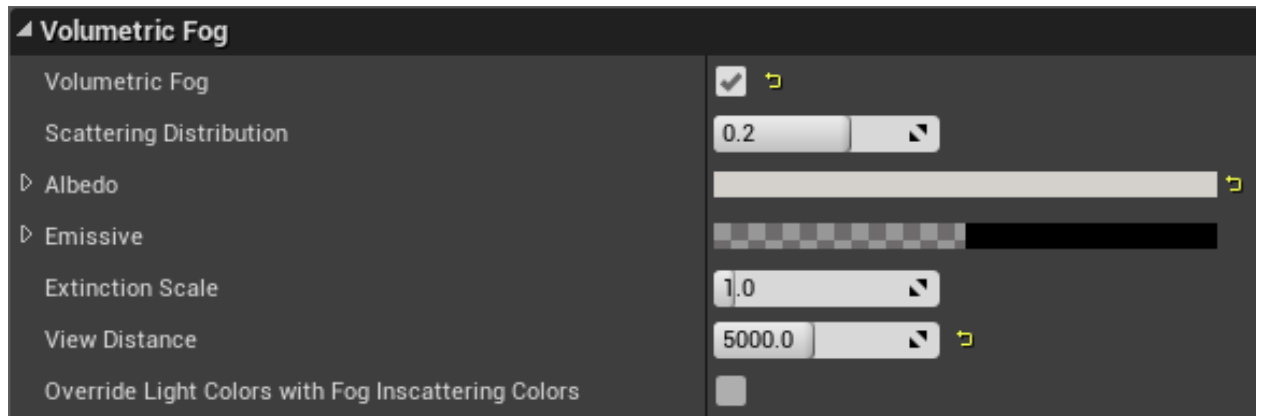 Volumetric Fog
Volumetric Fog
Scattering Distribution 0.2
Albedo
Emissive
Extinction Scale 1.0
View Distance 5000.0
Override Light Colors with Fog Inscattering Colors